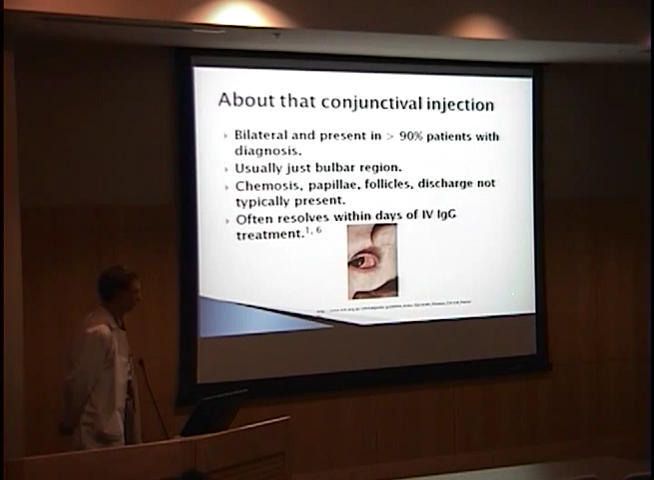 About that conjunctival injection
Bilateral and present in > 90% patients with
diagnosis.
Usually just bulbar region.
Chemosis, papillae, follicles, discharge not
typically present.
Often resolves within days of IV IgG
treatment.1, 6